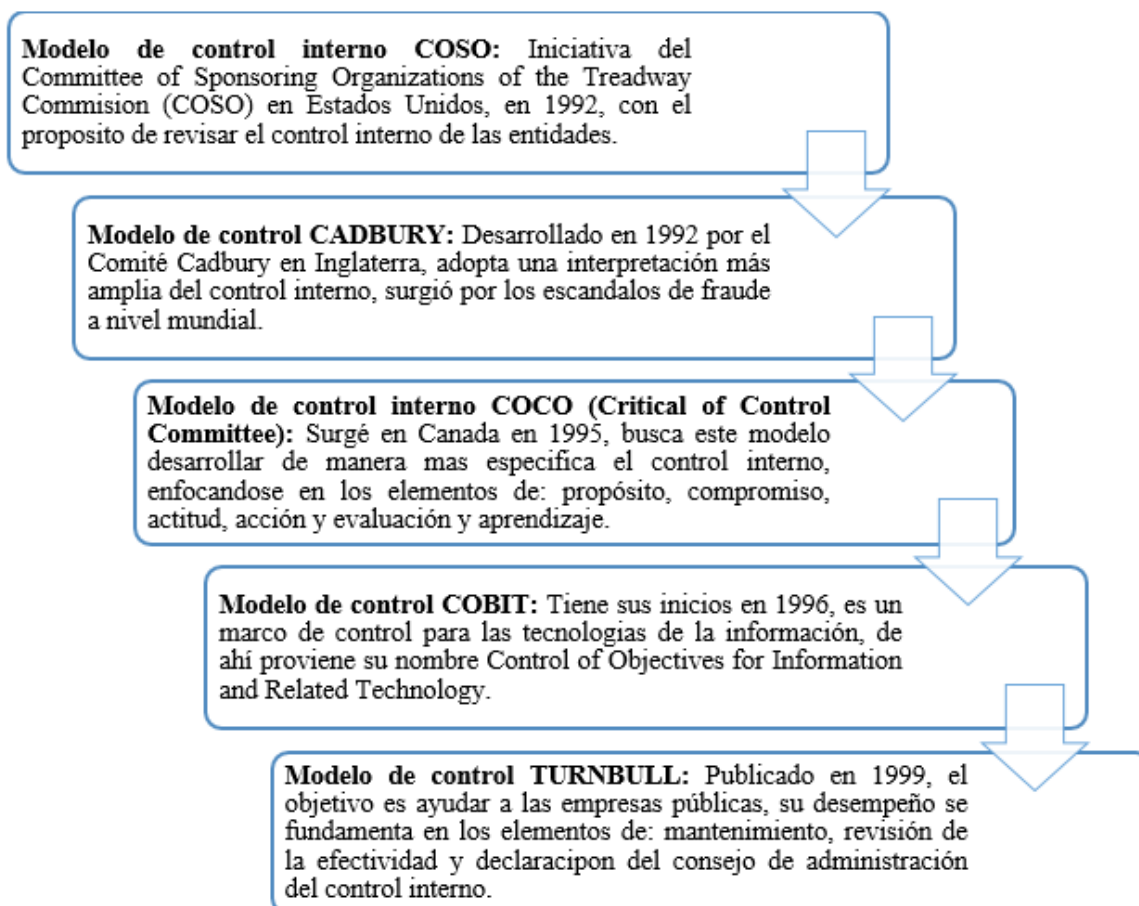 Modelo de control interno COSO: Iniciativa del
Committee of Sponsoring Organizations of the Treadway
Commision (COSO) en Estados Unidos, en 1992, con el
proposito de revisar el control interno de las entidades.
Modelo de control CADBURY: Desarrollado en 1992 por el
Comité Cadbury en Inglaterra, adopta una interpretación más
amplia del control interno, surgió por los escandalos de fraude
a nivel mundial.
Modelo de control interno COCO (Critical of Control
Committee): Surgé en Canada en 1995, busca este modelo
desarrollar de manera mas especifica el control interno,
enfocandose en los elementos de: propósito, compromiso,
actitud, acción y evaluación y aprendizaje.
Modelo de control COBIT: Tiene sus inicios en 1996, es un
marco de control para las tecnologias de la información, de
ahí proviene su nombre Control of Objectives for Information
and Related Technology.
Modelo de control TURNBULL: Publicado en 1999, el
objetivo es ayudar a las empresas públicas, su desempeño se
fundamenta en los elementos de: mantenimiento, revisión de
la efectividad y declaracipon del consejo de administración
del control interno.